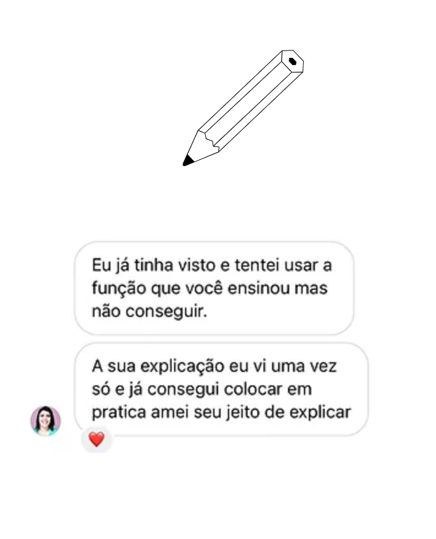 Eu já tinha visto e tentei usar a
função que você ensinou mas
não conseguir.
A sua explicação eu vi uma vez
só e já consegui colocar em
pratica amei seu jeito de explicar